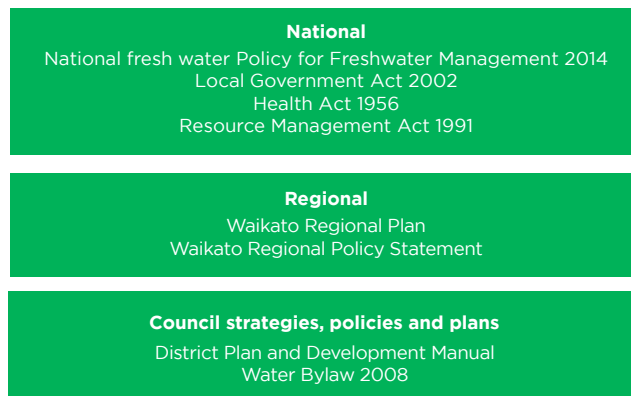 National
National fresh water Policy for Freshwater Management 2014
Local Government Act 2002
Health Act 1956
Resource Management Act 1991
Regional
Waikato Regional Plan
Waikato Regional Policy Statement
Council strategies, policies and plans
District Plan and Development Manual
Water Bylaw 2008